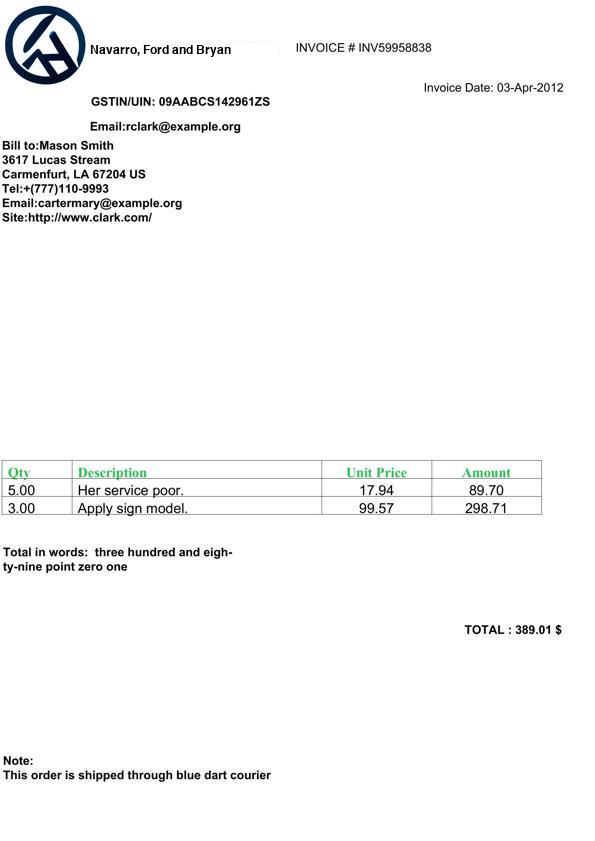 Navarro, Ford and Bryan
INVOICE # INV59958838
Invoice Date: 03-Apr-2012
GSTIN/UIN: 09AABCS142961ZS
Email:rclark@example.org
Bill to:Mason Smith
3617 Lucas Stream
Carmenfurt, LA 67204 US
Tel:+(777)110-9993
Email:cartermary@example.org
Site:http://www.clark.com/
Qty Description Unit Price Amount
5.00 Her service poor. 17.94 89.70
3.00 Apply sign model. 99.57 298.71
Total in words:  three hundred and eigh-
ty-nine point zero one
TOTAL : 389.01 $
Note:
This order is shipped through blue dart courier